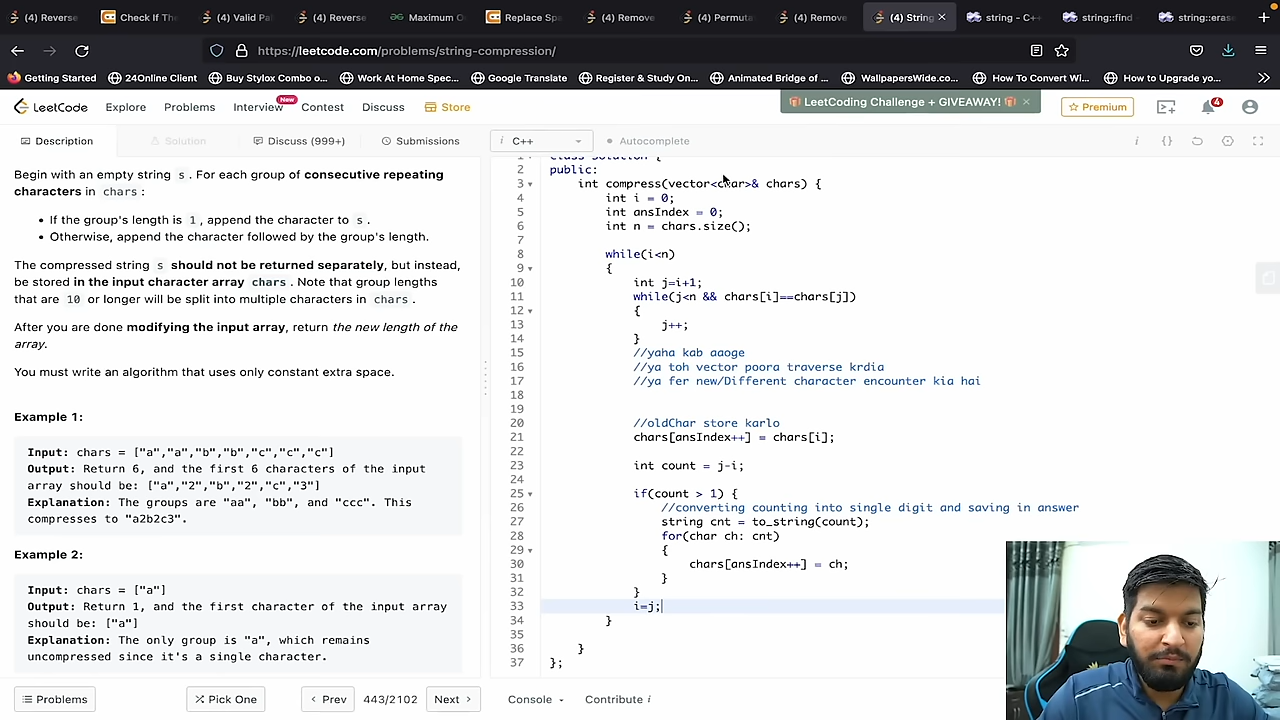 (4) Reverse
Check If The
(4) Valid Pal
(4) Reverse
Maximum O
Replace Spa
(4) Remove
(4) Permuta
(4) Remove
(4) String
string - C++
string::find
string::eras
https://leetcode.com/problems/string-compression/
Getting Started
24Online Client
Buy Stylox Combo o...
Work At Home Spec...
Google Translate
Register & Study On...
Animated Bridge of ...
WallpapersWide.co...
How To Convert Wi...
How to Upgrade yo...
LeetCode
Explore
Problems
Interview
New
Contest
Discuss
Store
LeetCoding Challenge + GIVEAWAY!
Premium
4
Description
Solution
Discuss (999+)
Submissions
i C++
Autocomplete
Begin with an empty string s. For each group of consecutive repeating
characters in chars:
• If the group's length is 1, append the character to s.
• Otherwise, append the character followed by the group's length.
The compressed string s should not be returned separately, but instead,
be stored in the input character array chars. Note that group lengths
that are 10 or longer will be split into multiple characters in chars.
After you are done modifying the input array, return the new length of the
array.
You must write an algorithm that uses only constant extra space.
Example 1:
Input: chars = ["a","a","b","b","c","c","c"]
Output: Return 6, and the first 6 characters of the input
array should be: ["a","2","b","2","c","3"]
Explanation: The groups are "aa", "bb", and "ccc". This
compresses to "a2b2c3".
Example 2:
Input: chars = ["a"]
Output: Return 1, and the first character of the input array
should be: ["a"]
Explanation: The only group is "a", which remains
uncompressed since it's a single character.
1 class Solution {
2 public:
3 int compress(vector<char>& chars) {
4 int i = 0;
5 int ansIndex = 0;
6 int n = chars.size();
7
8 while(i<n)
9 {
10 int j=i+1;
11 while(j<n && chars[i]==chars[j])
12 {
13 j++;
14 }
15 //yaha kab aaoge
16 //ya toh vector poora traverse krdia
17 //ya fer new/Different character encounter kia hai
18
19
20 //oldChar store karlo
21 chars[ansIndex++] = chars[i];
22
23 int count = j-i;
24
25 if(count > 1) {
26 //converting counting into single digit and saving in answer
27 string cnt = to_string(count);
28 for(char ch: cnt)
29 {
30 chars[ansIndex++] = ch;
31 }
32 }
33 i=j;
34 }
35
36 }
37 };
Problems
Pick One
Prev
443/2102
Next
Console
Contribute i